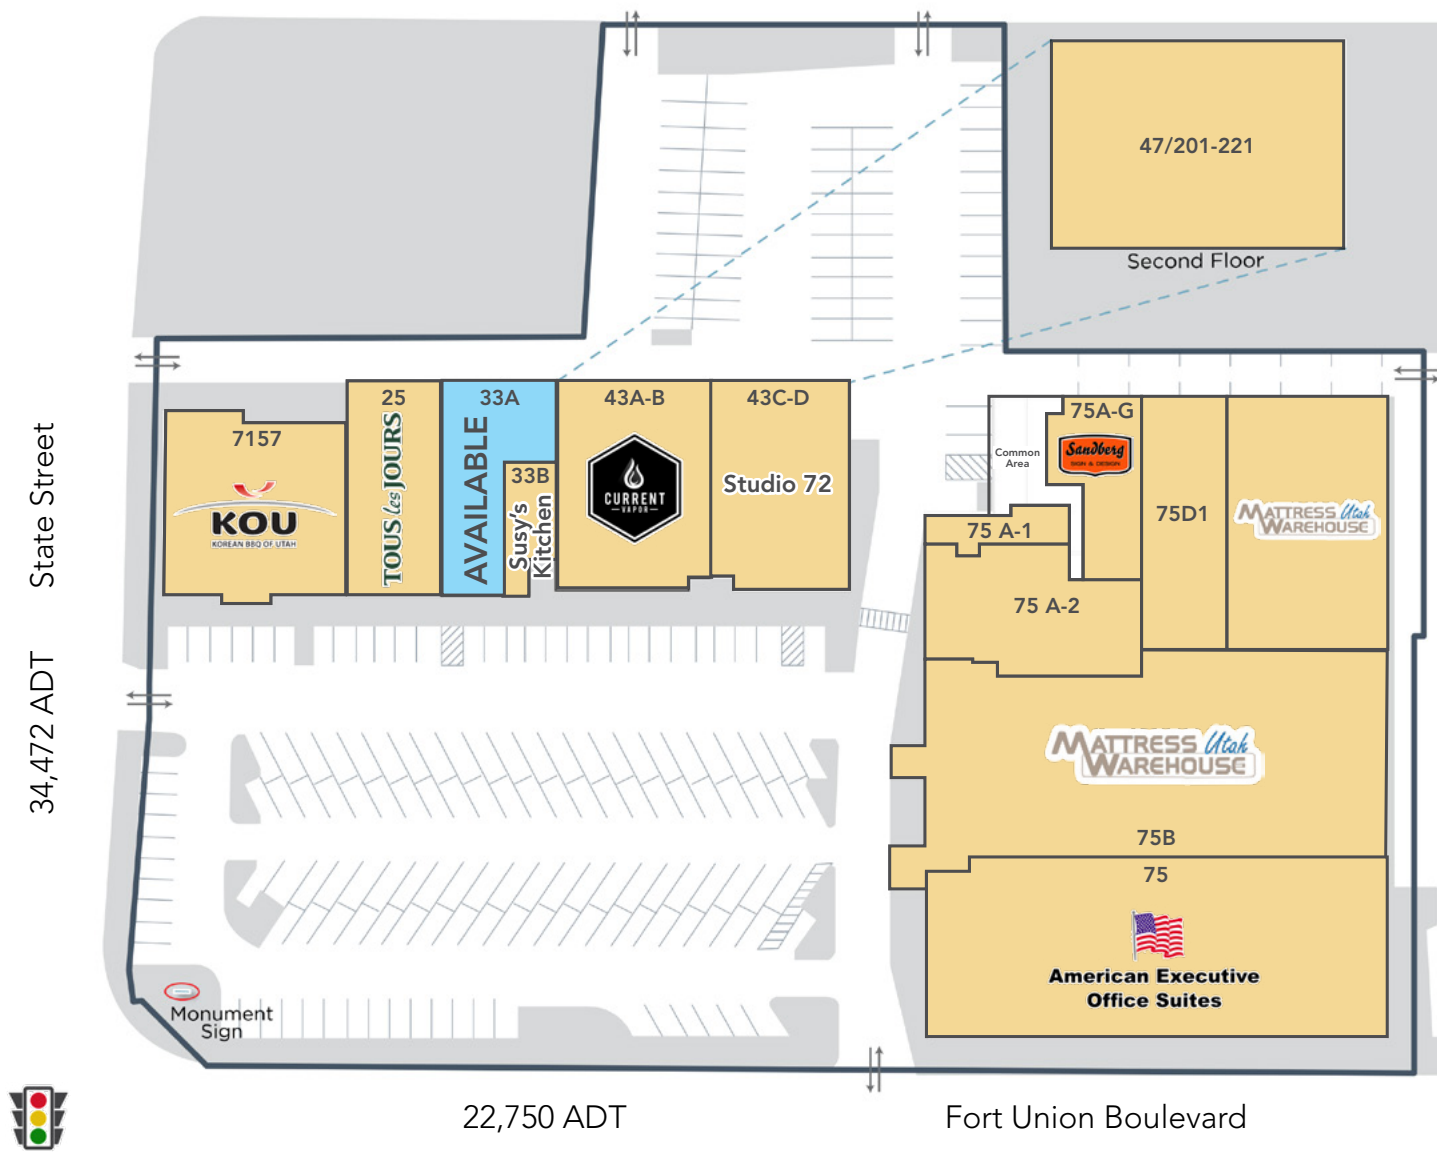 47/201-221
Second Floor
7157
KOU
KOREAN BBQ OF UTAH
25
TOUS les JOURS
33A
AVAILABLE
33B
Susy's
Kitchen
43A-B
CURRENT
VAPOR
43C-D
Studio 72
Common
Area
75A-G
Sandberg
SIGN & DESIGN
75 A-1
75 A-2
75D1
MATTRESS Utah
WAREHOUSE
MATTRESS Utah
WAREHOUSE
75B
75
American Executive
Office Suites
State Street
34,472 ADT
Monument
Sign
22,750 ADT
Fort Union Boulevard